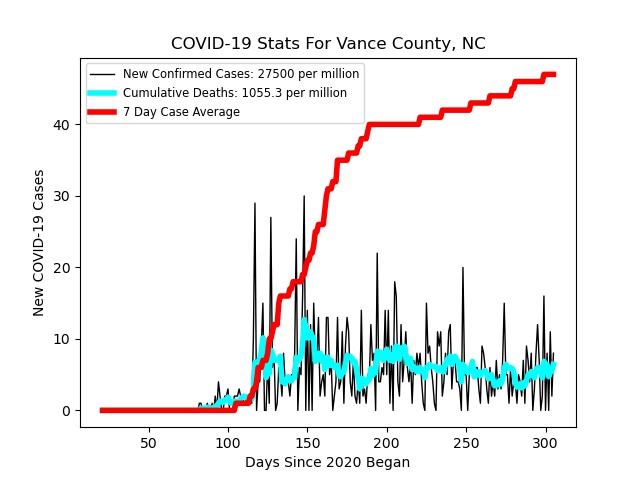 COVID-19 Stats For Vance County, NC
New Confirmed Cases: 27500 per million
Cumulative Deaths: 1055.3 per million
7 Day Case Average
New COVID-19 Cases
40
30
20
10
0
50 100 150 200 250 300
Days Since 2020 Began